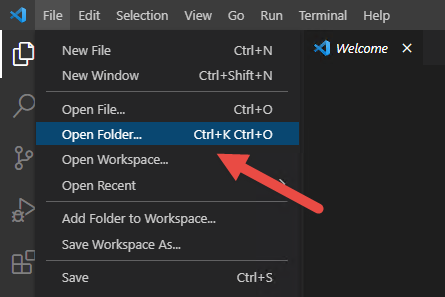 File Edit Selection View Go Run Terminal Help
Welcome
New File Ctrl+N
New Window Ctrl+Shift+N
Open File... Ctrl+O
Open Folder... Ctrl+K Ctrl+O
Open Workspace...
Open Recent
Add Folder to Workspace...
Save Workspace As...
Save Ctrl+S